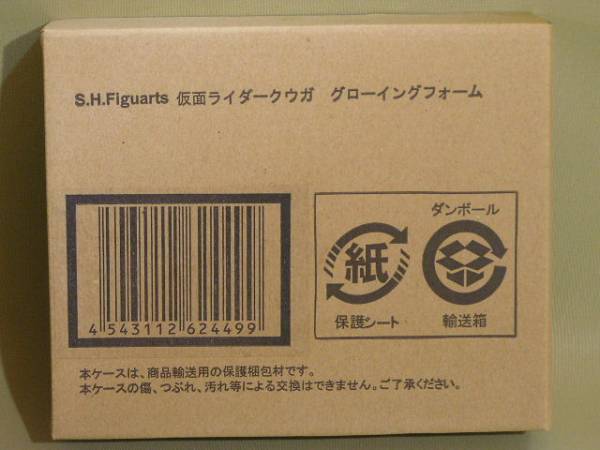 S.H.Figuarts 仮面ライダークウガ　グローイングフォーム
4 543112 624499
ダンボール
紙
保護シート
輸送箱
本ケースは、商品輸送用の保護梱包材です。
本ケースの傷、つぶれ、汚れ等による交換はできません。ご了承ください。